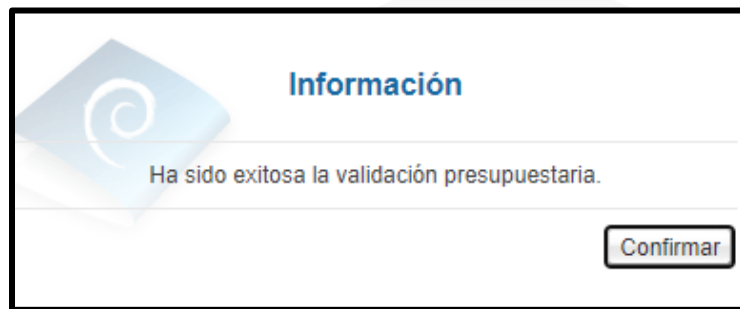 Información
Ha sido exitosa la validación presupuestaria.
Confirmar